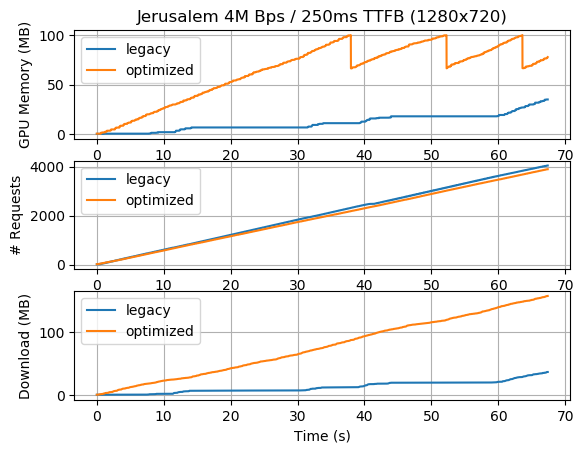 Jerusalem 4M Bps / 250ms TTFB (1280x720)
GPU Memory (MB)
100
50
0
legacy
optimized
0 10 20 30 40 50 60 70
# Requests
4000
2000
0
legacy
optimized
0 10 20 30 40 50 60 70
Download (MB)
100
0
legacy
optimized
0 10 20 30 40 50 60 70
Time (s)